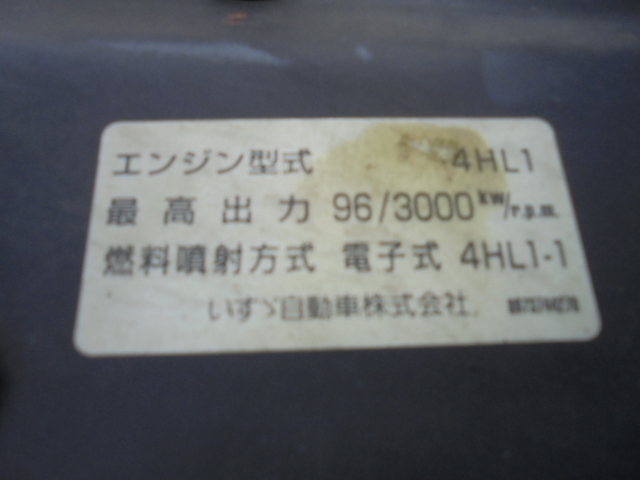 エンジン型式 4HL1
最高出力 96/3000 kw/r.p.m.
燃料噴射方式 電子式 4HL1-1
いすゞ自動車株式会社